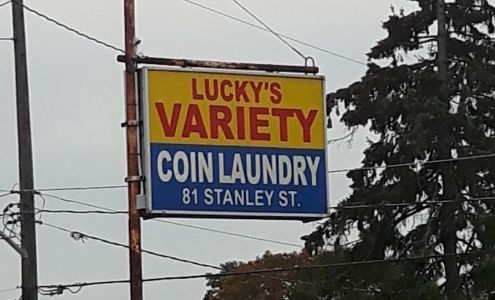 LUCKY'S
VARIETY
COIN LAUNDRY
81 STANLEY ST.